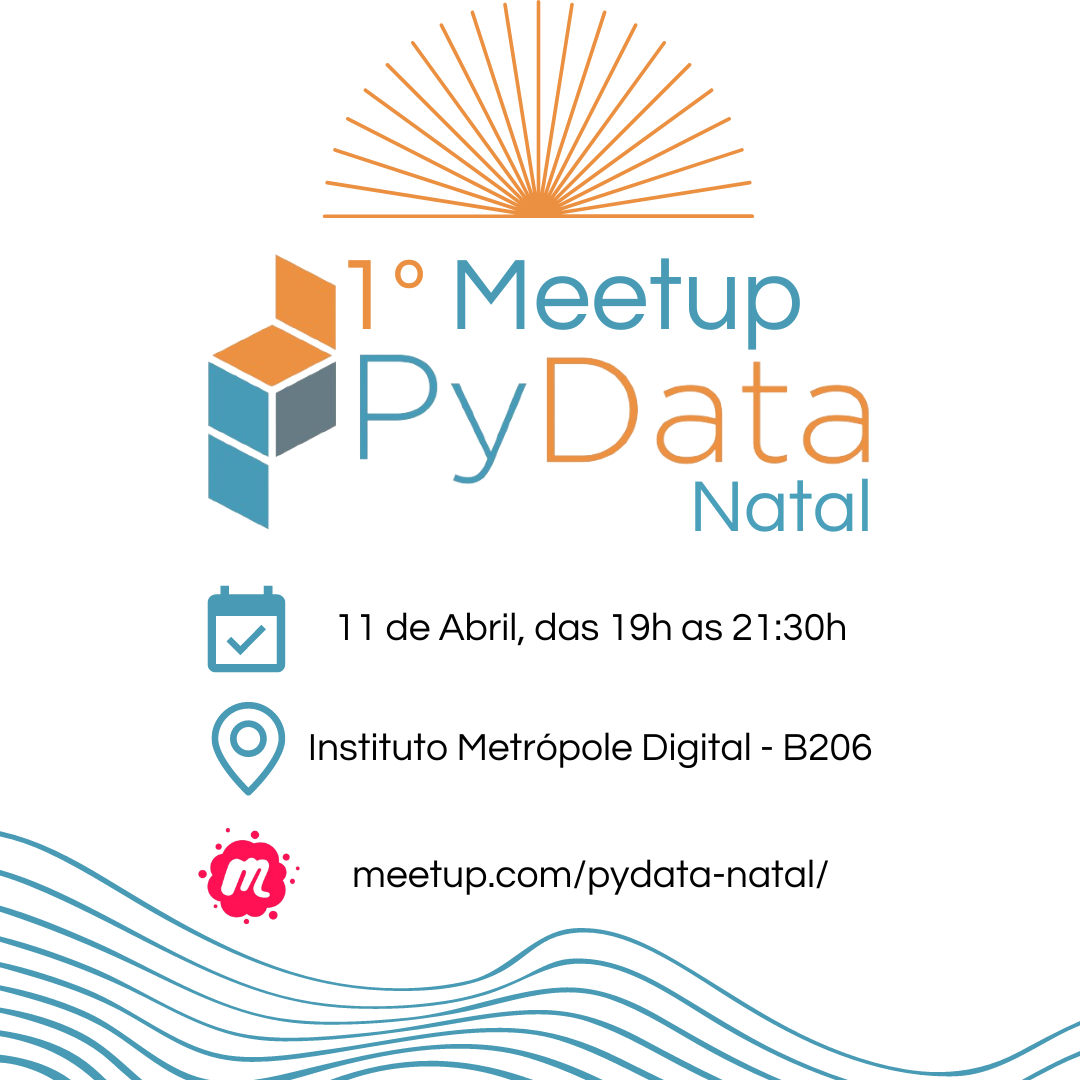 1º Meetup
PyData
Natal
11 de Abril, das 19h as 21:30h
Instituto Metrópole Digital - B206
m
meetup.com/pydata-natal/